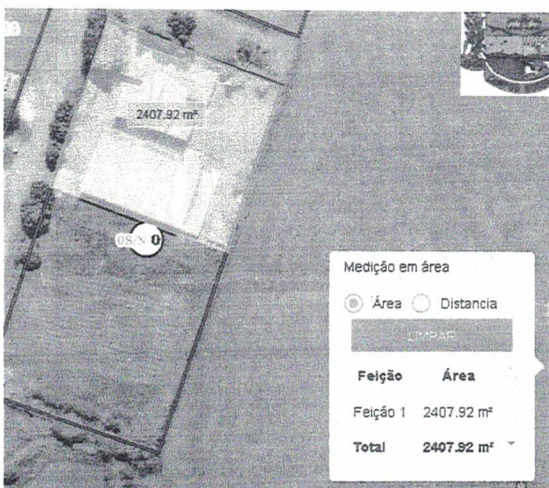 2407.92 m²
0S/N 0
Medição em área
Área Distancia
LIMPAR
Feição Área
Feição 1 2407.92 m²
Total 2407.92 m²